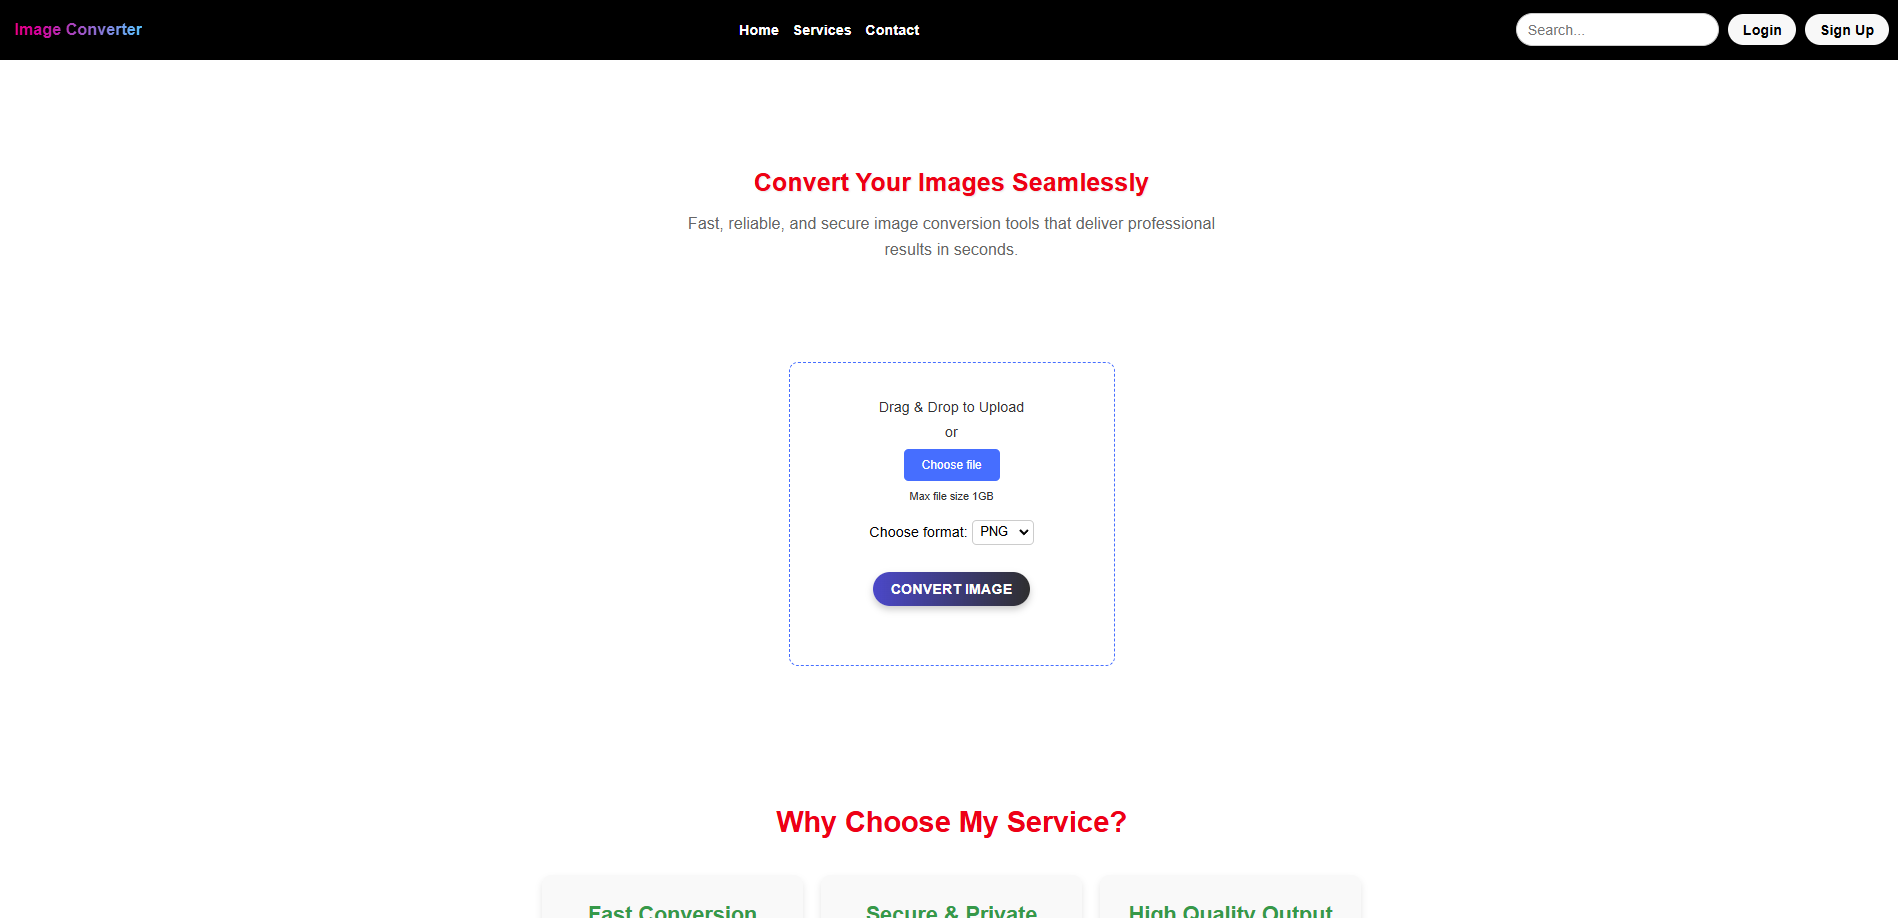 Image Converter
Home Services Contact
Search...
Login
Sign Up
Convert Your Images Seamlessly
Fast, reliable, and secure image conversion tools that deliver professional
results in seconds.
Drag & Drop to Upload
or
Choose file
Max file size 1GB
Choose format: PNG
CONVERT IMAGE
Why Choose My Service?
Fast Conversion
Secure & Private
High Quality Output